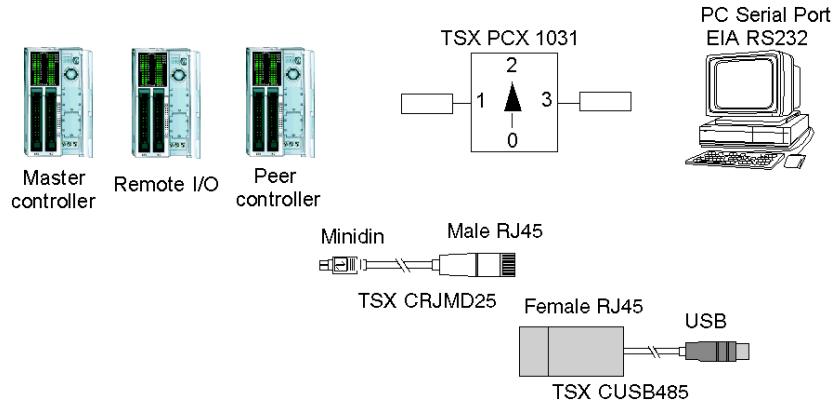 PC Serial Port
EIA RS232
TSX PCX 1031
2
1
3
0
Master
controller
Remote I/O
Peer
controller
Minidin
Male RJ45
TSX CRJMD25
Female RJ45
USB
TSX CUSB485